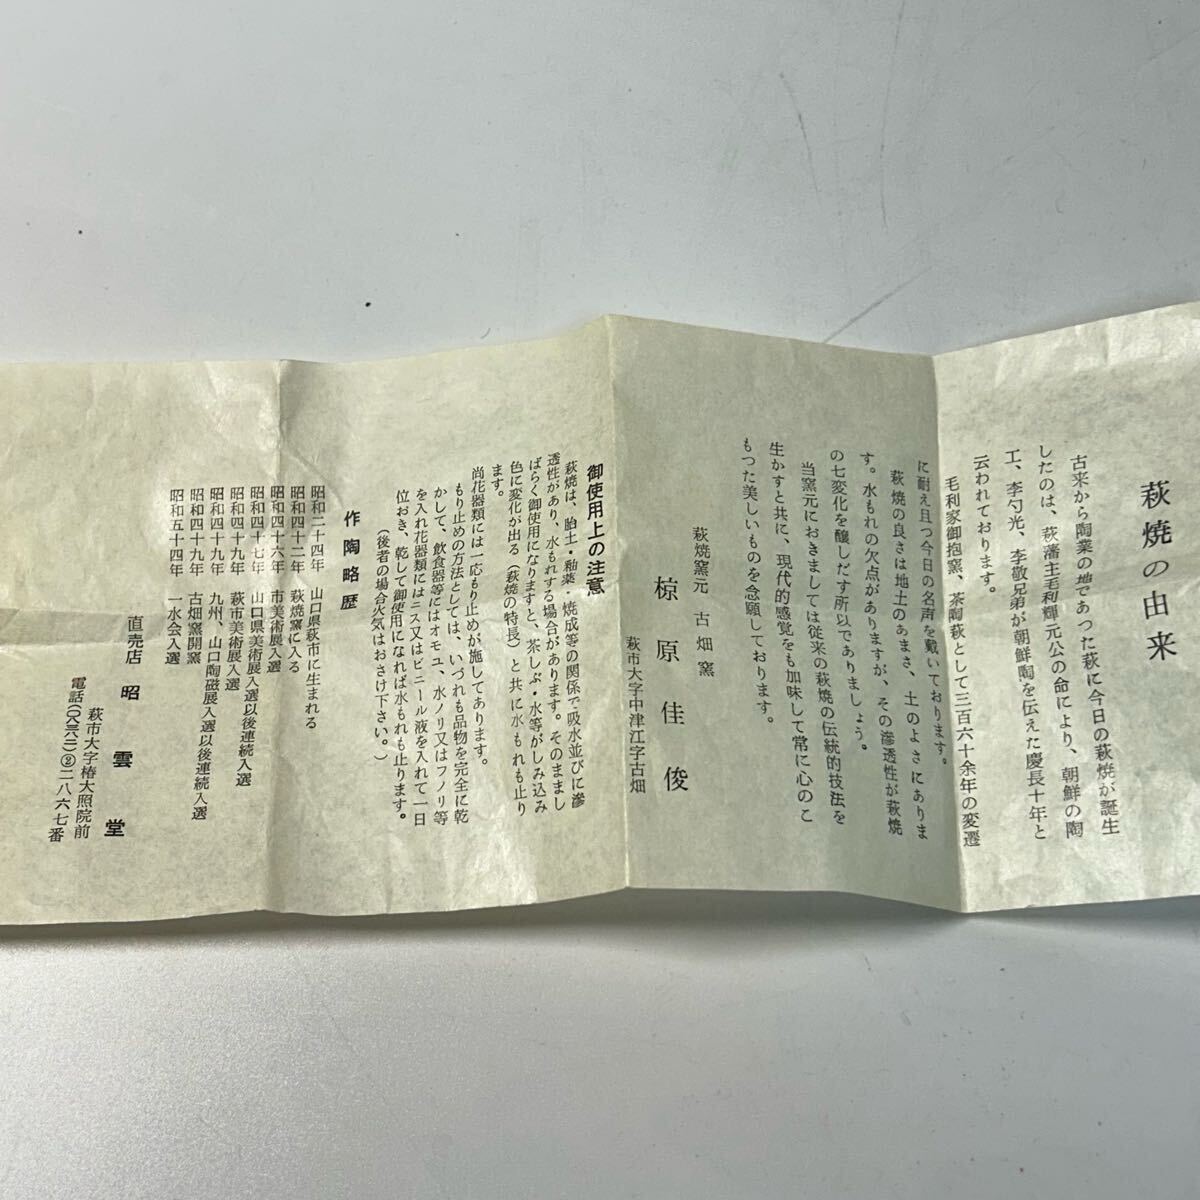 萩焼の由来
古来から陶業の地であつた萩に今日の萩焼が誕生
したのは、萩藩主毛利輝元公の命により、朝鮮の陶
工、李勺光、李敬兄弟が朝鮮陶を伝えた慶長十年と
云われております。
毛利家御抱窯、茶陶萩として三百六十余年の変遷
に耐え且つ今日の名声を戴いております。
萩焼の良さは地土のあまさ、土のよさにありま
す。水もれの欠点がありますが、その滲透性が萩焼
の七変化を醸しだす所以でありましょう。
当窯元におきましては従来の萩焼の伝統的技法を
生かすと共に、現代的感覚をも加味して常に心のこ
もつた美しいものを念願しております。
萩焼窯元 古畑窯
椋原佳俊
萩市大字中津江字古畑
御使用上の注意
萩焼は、胎土・釉薬・焼成等の関係で吸水並びに滲
透性があり、水もれする場合があります。そのままし
ばらく御使用になりますと、茶しぶ・水等がしみ込み
色に変化が出る(萩焼の特長)と共に水もれも止り
ます。
尚花器類には一応もり止めが施してあります。
もり止めの方法としては、いづれも品物を完全に乾
かして、飲食器等にはオモユ、水ノリ又はフノリ等
を入れ花器類にはニス又はビニール液を入れて一日
位おき、乾して御使用になれば水もれも止ります。
(後者の場合火気はおさけ下さい。)
作陶略歴
昭和二十四年 山口県萩市に生まれる
昭和四十二年 萩焼窯に入る
昭和四十六年 市美術展入選
昭和四十七年 山口県美術展入選以後連続入選
昭和四十九年 萩市美術展入選
昭和四十九年 九州、山口陶磁展入選以後連続入選
昭和四十九年 古畑窯開窯
昭和五十四年 一水会入選
直売店 昭雲堂
萩市大字椿大照院前
電話(〇八三八二)②二八六七番